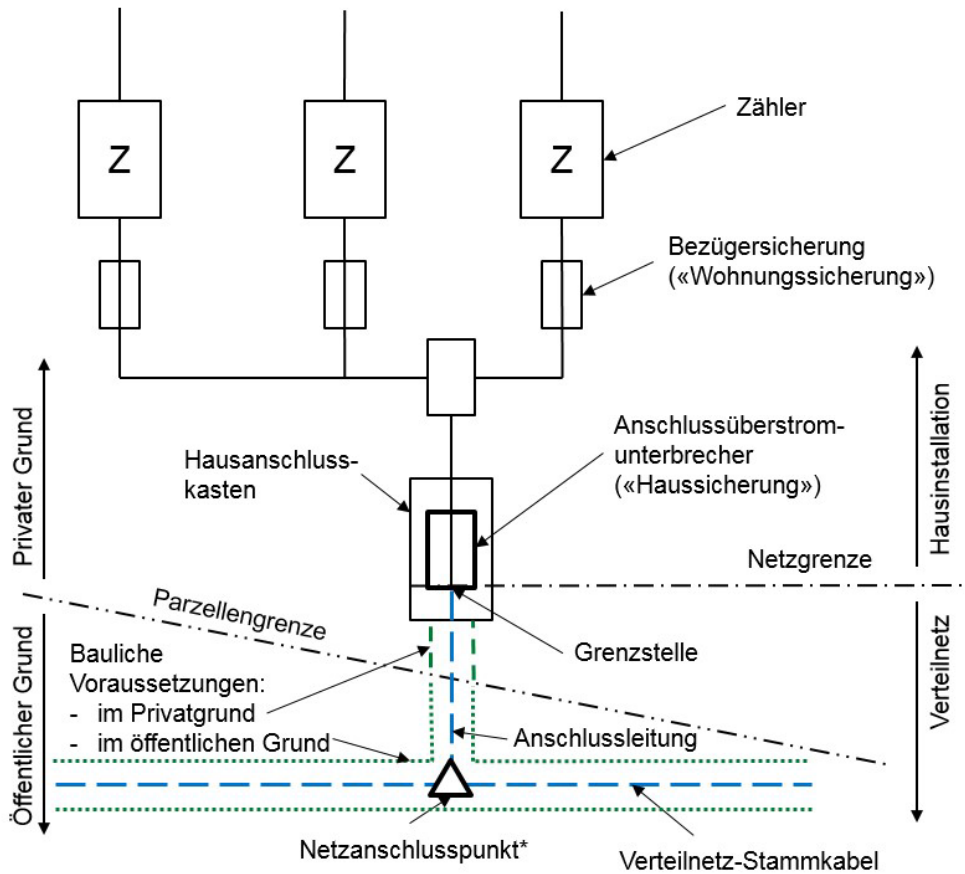 Z
Z
Z
Zähler
Bezügersicherung
(«Wohnungssicherung»)
Anschlussüberstrom-
unterbrecher
(«Haussicherung»)
Hausanschluss-
kasten
Privater Grund
Hausinstallation
Netzgrenze
Parzellengrenze
Grenzstelle
Bauliche
Voraussetzungen:
- im Privatgrund
- im öffentlichen Grund
Anschlussleitung
Öffentlicher Grund
Verteilnetz
Netzanschlusspunkt*
Verteilnetz-Stammkabel